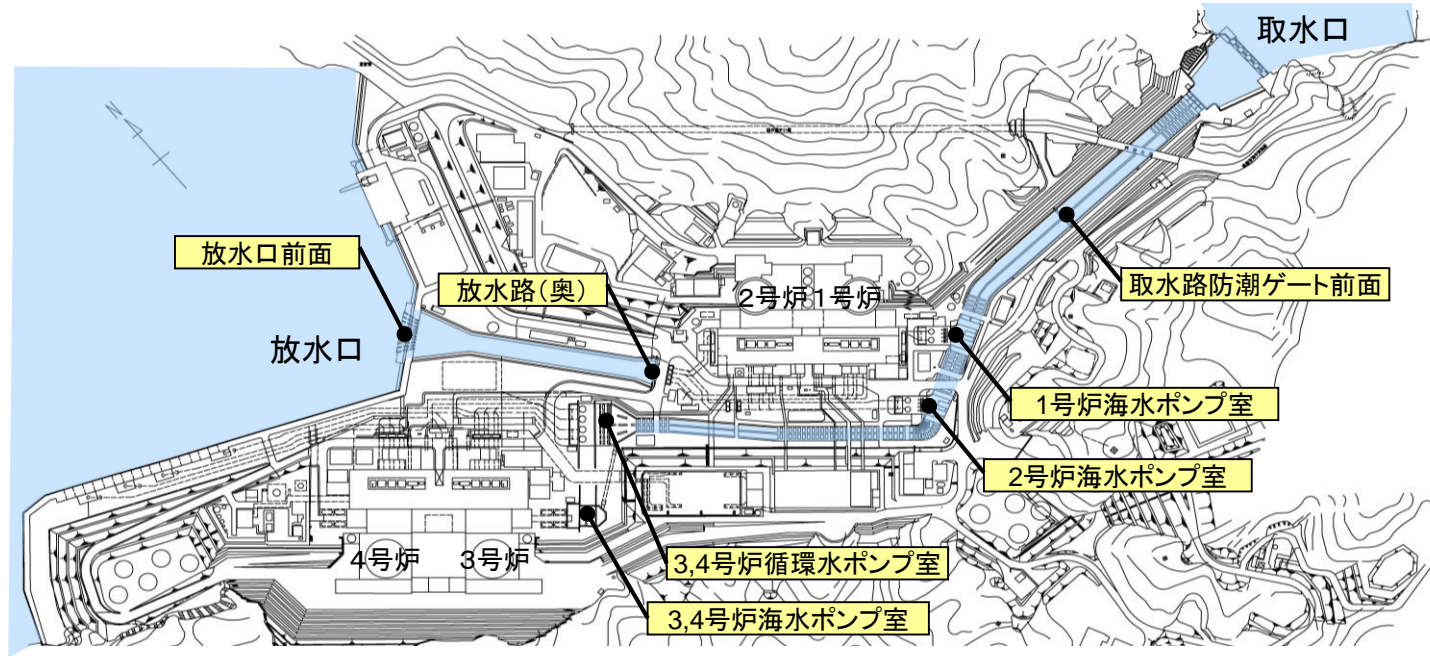 取水口
放水口前面
放水路（奥）
2号炉
1号炉
取水路防潮ゲート前面
放水口
1号炉海水ポンプ室
2号炉海水ポンプ室
4号炉
3号炉
3,4号炉循環水ポンプ室
3,4号炉海水ポンプ室